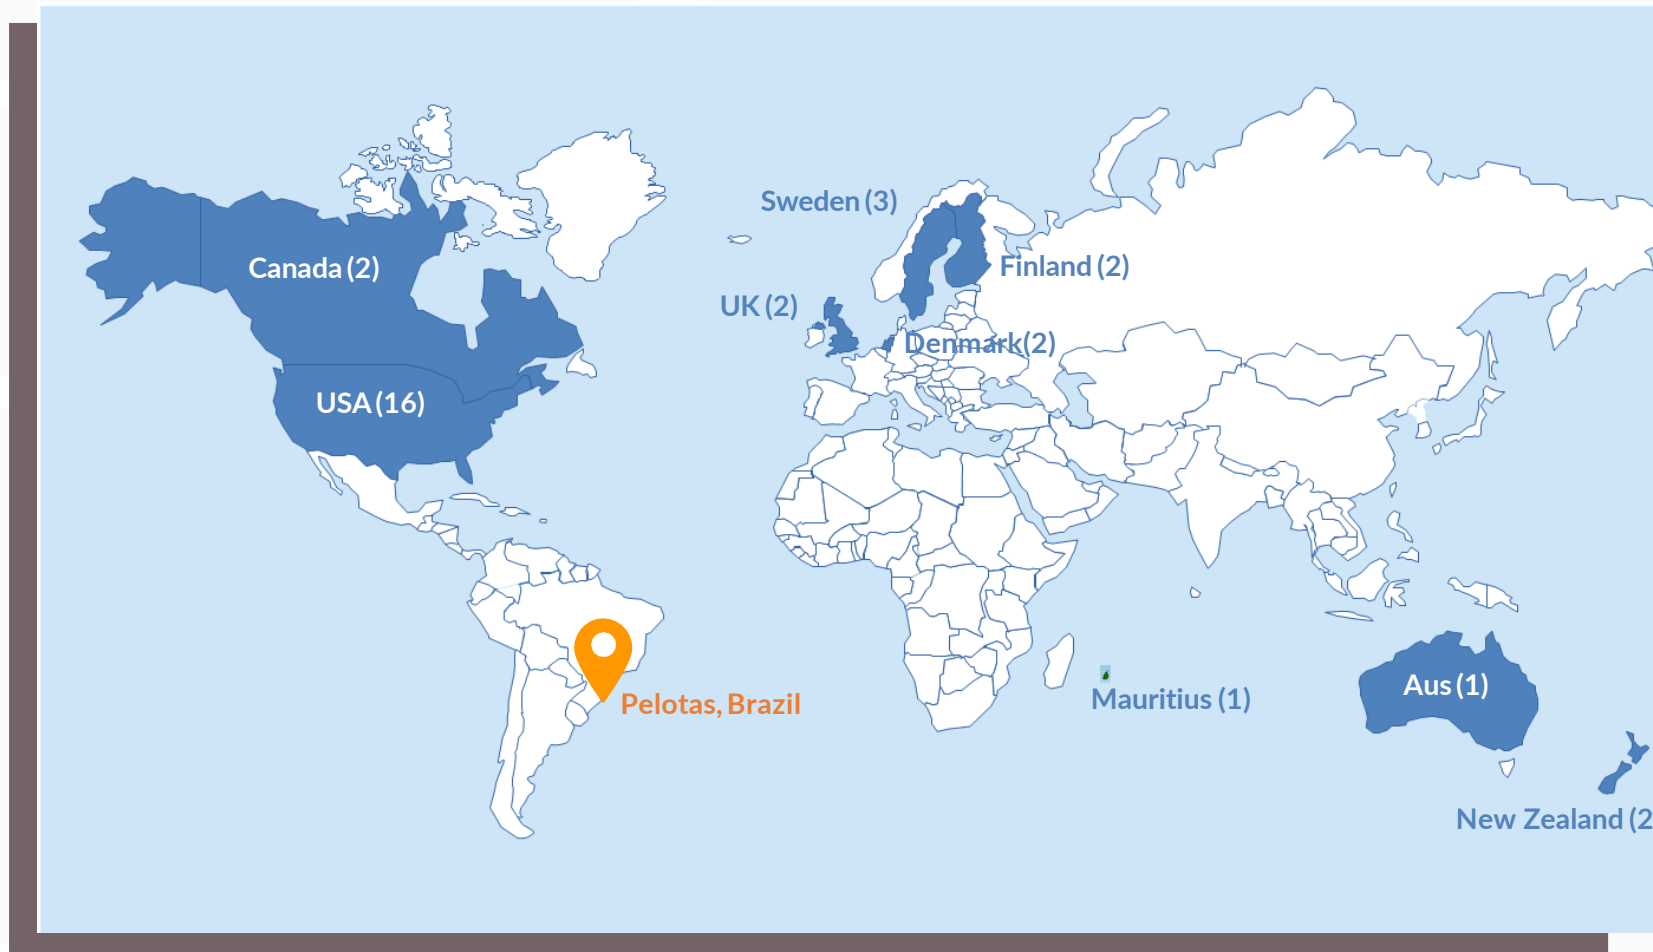 Sweden (3)
Canada (2)
Finland (2)
UK (2)
Denmark(2)
USA (16)
Pelotas, Brazil
Mauritius (1)
Aus (1)
New Zealand (2